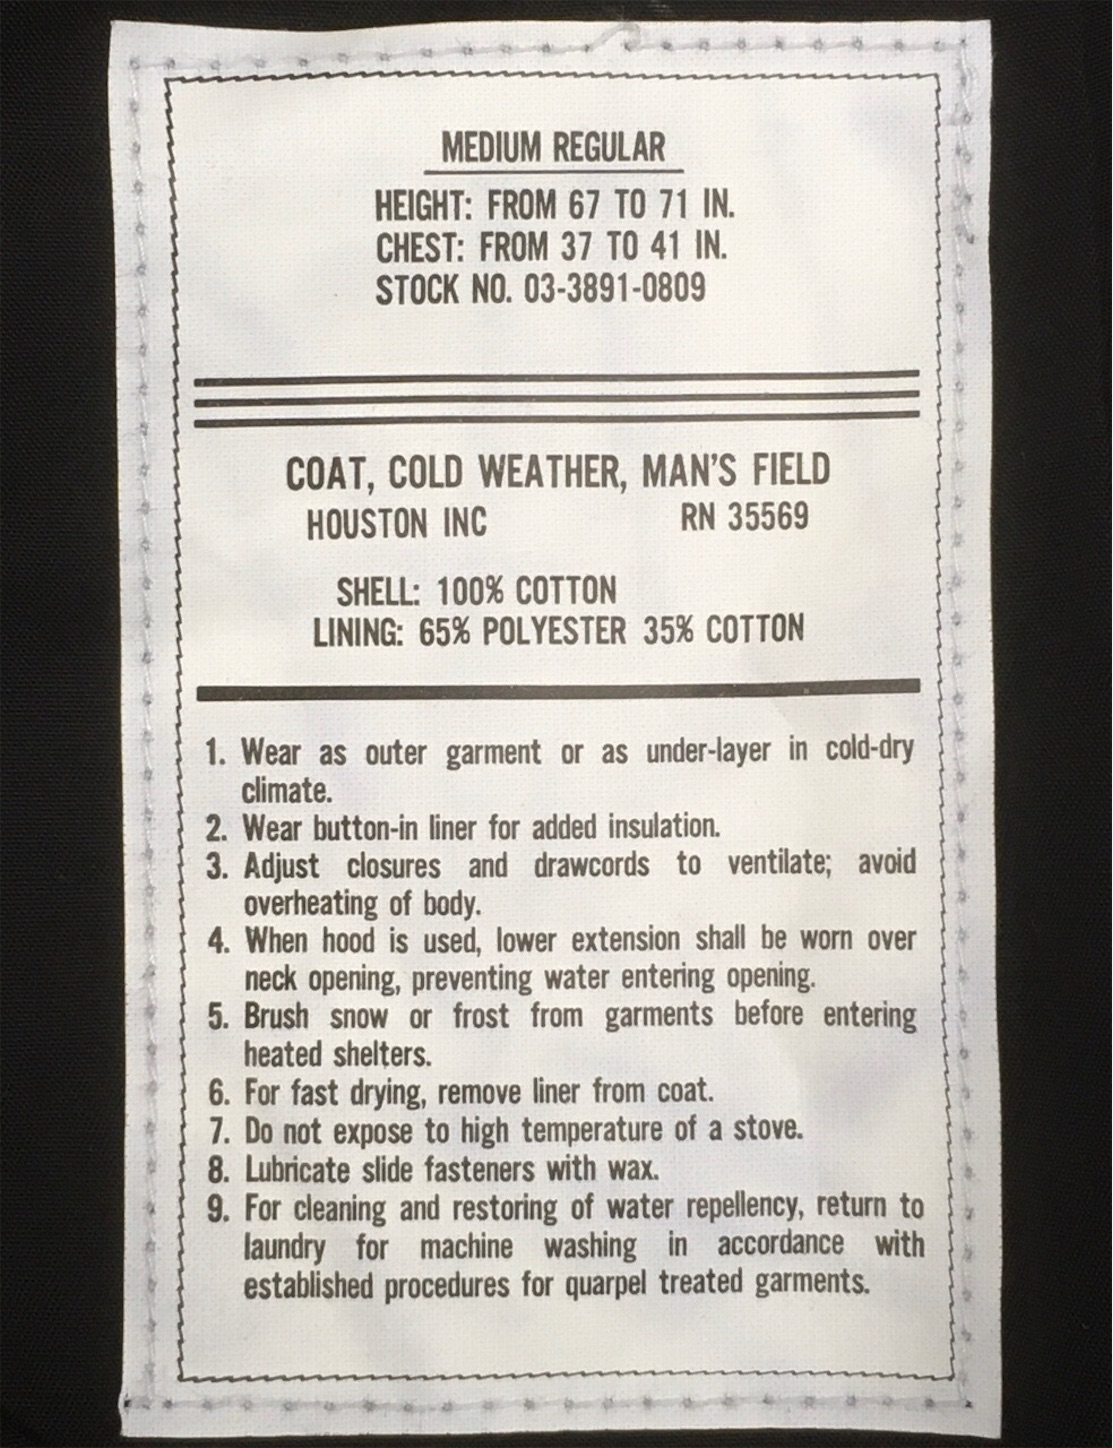 MEDIUM REGULAR
HEIGHT: FROM 67 TO 71 IN.
CHEST: FROM 37 TO 41 IN.
STOCK NO. 03-3891-0809
COAT, COLD WEATHER, MAN'S FIELD
HOUSTON INC RN 35569
SHELL: 100% COTTON
LINING: 65% POLYESTER 35% COTTON
1. Wear as outer garment or as under-layer in cold-dry
climate.
2. Wear button-in liner for added insulation.
3. Adjust closures and drawcords to ventilate; avoid
overheating of body.
4. When hood is used, lower extension shall be worn over
neck opening, preventing water entering opening.
5. Brush snow or frost from garments before entering
heated shelters.
6. For fast drying, remove liner from coat.
7. Do not expose to high temperature of a stove.
8. Lubricate slide fasteners with wax.
9. For cleaning and restoring of water repellency, return to
laundry for machine washing in accordance with
established procedures for quarpel treated garments.